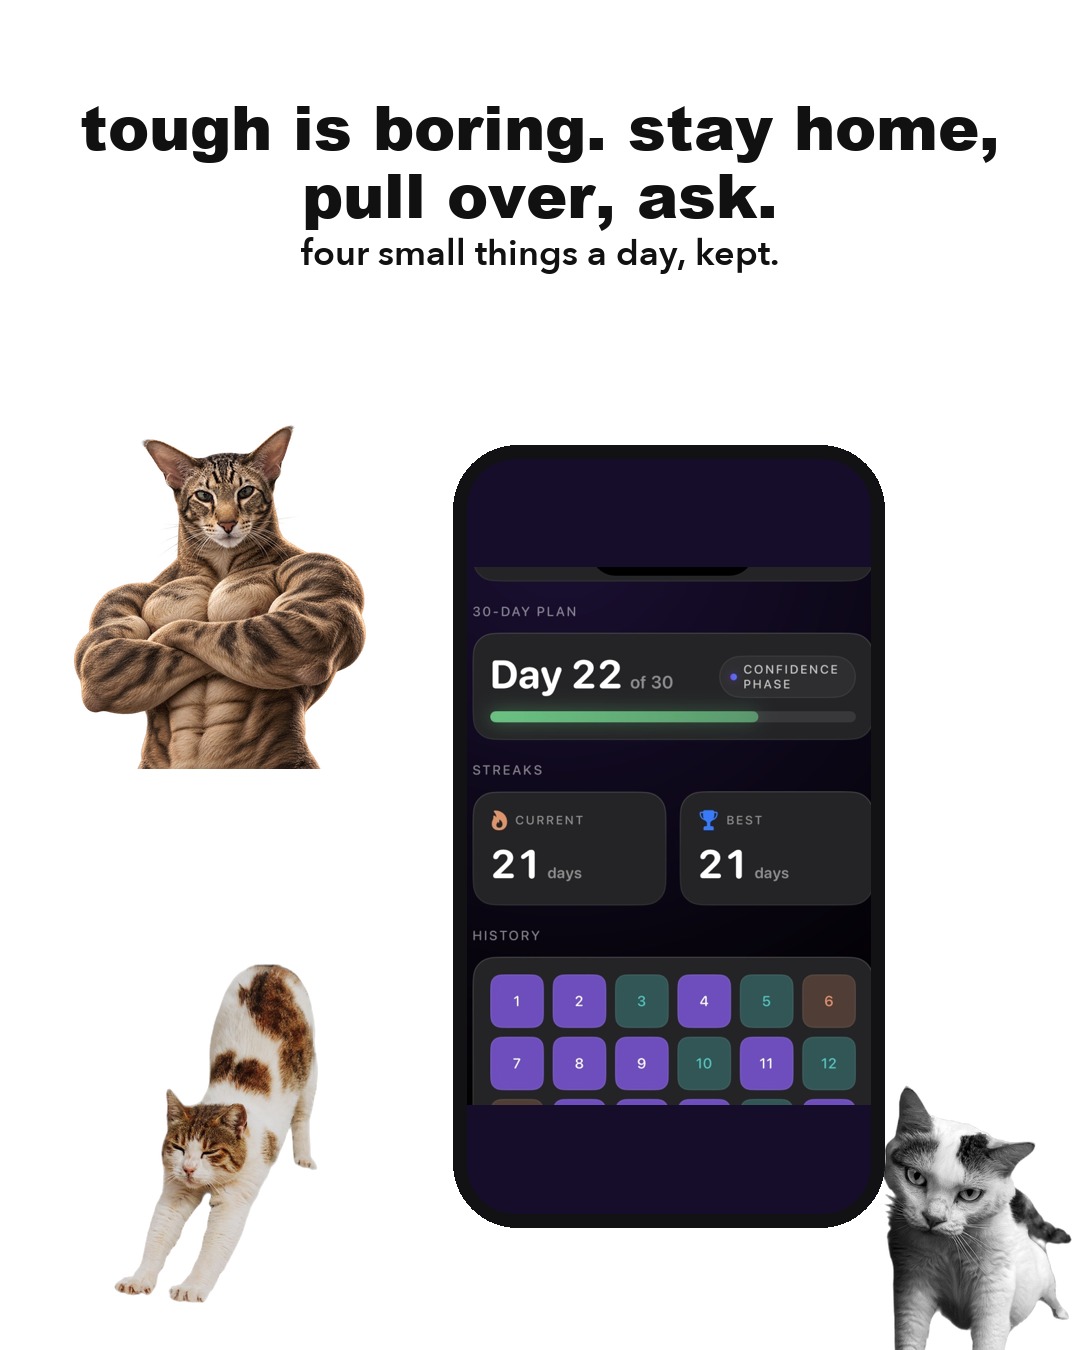 tough is boring. stay home,
pull over, ask.
four small things a day, kept.
30-DAY PLAN
Day 22 of 30
CONFIDENCE
PHASE
STREAKS
CURRENT
21 days
BEST
21 days
HISTORY
1 2 3 4 5 6
7 8 9 10 11 12